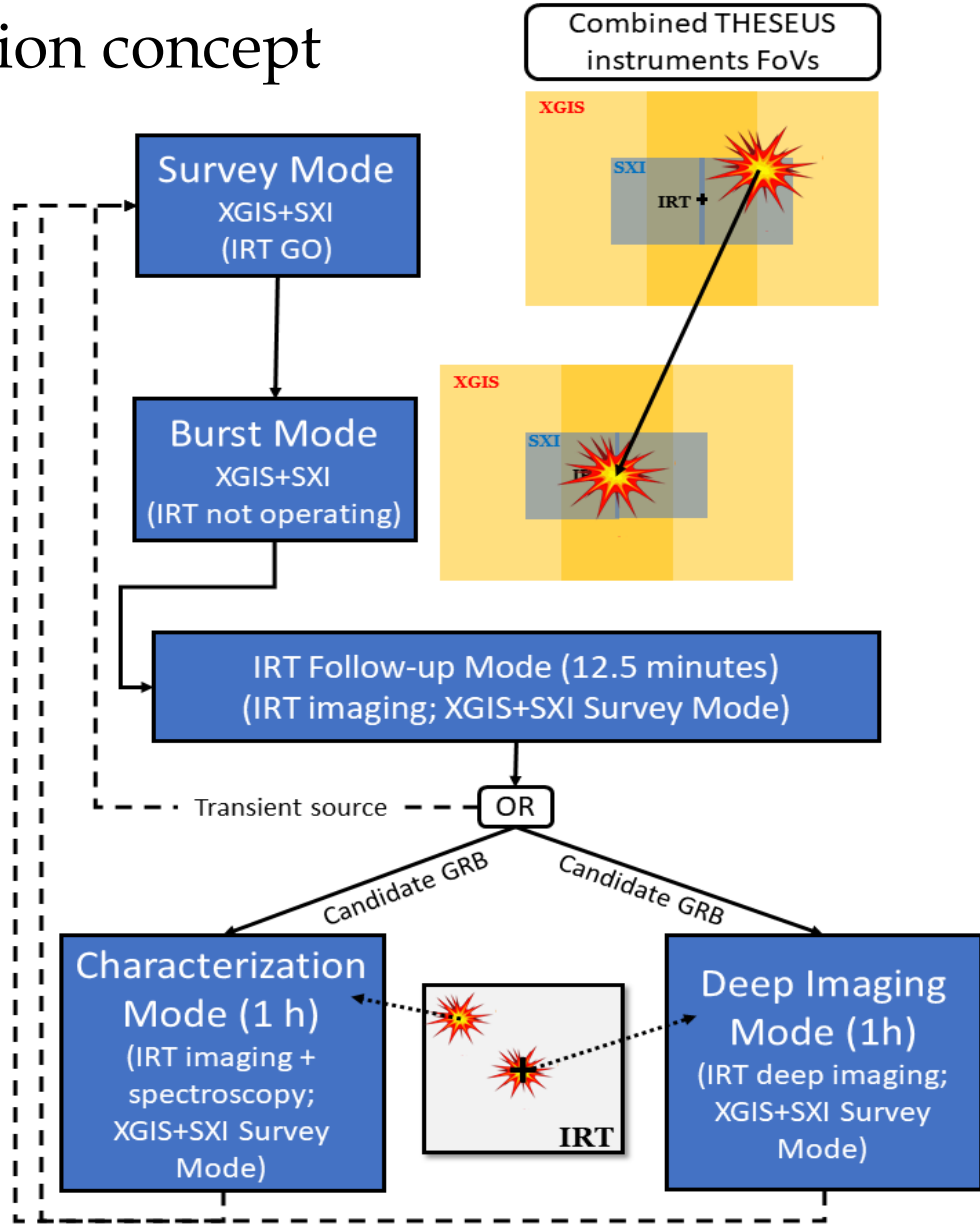 ion concept
Combined THESEUS
instruments FoVs
XGIS
SXI
IRT
Survey Mode
XGIS+SXI
(IRT GO)
XGIS
SXI
Burst Mode
XGIS+SXI
(IRT not operating)
IRT Follow-up Mode (12.5 minutes)
(IRT imaging; XGIS+SXI Survey Mode)
Transient source
OR
Candidate GRB
Candidate GRB
Characterization
Mode (1 h)
(IRT imaging +
spectroscopy;
XGIS+SXI Survey
Mode)
IRT
Deep Imaging
Mode (1h)
(IRT deep imaging;
XGIS+SXI Survey
Mode)